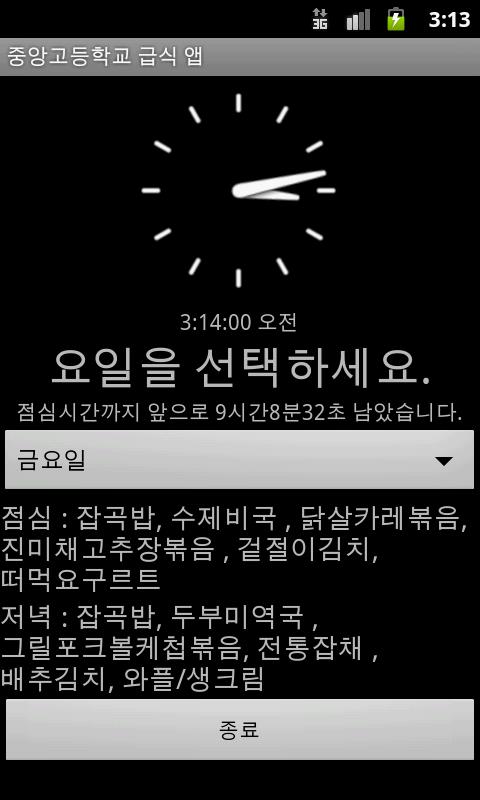 3G 3:13
중앙고등학교 급식 앱
3:14:00 오전
요일을 선택하세요.
점심시간까지 앞으로 9시간8분32초 남았습니다.
금요일
점심 : 잡곡밥, 수제비국 , 닭살카레볶음,
진미채고추장볶음 , 겉절이김치,
떠먹요구르트
저녁 : 잡곡밥, 두부미역국 ,
그릴포크볼케첩볶음, 전통잡채 ,
배추김치, 와플/생크림
종료